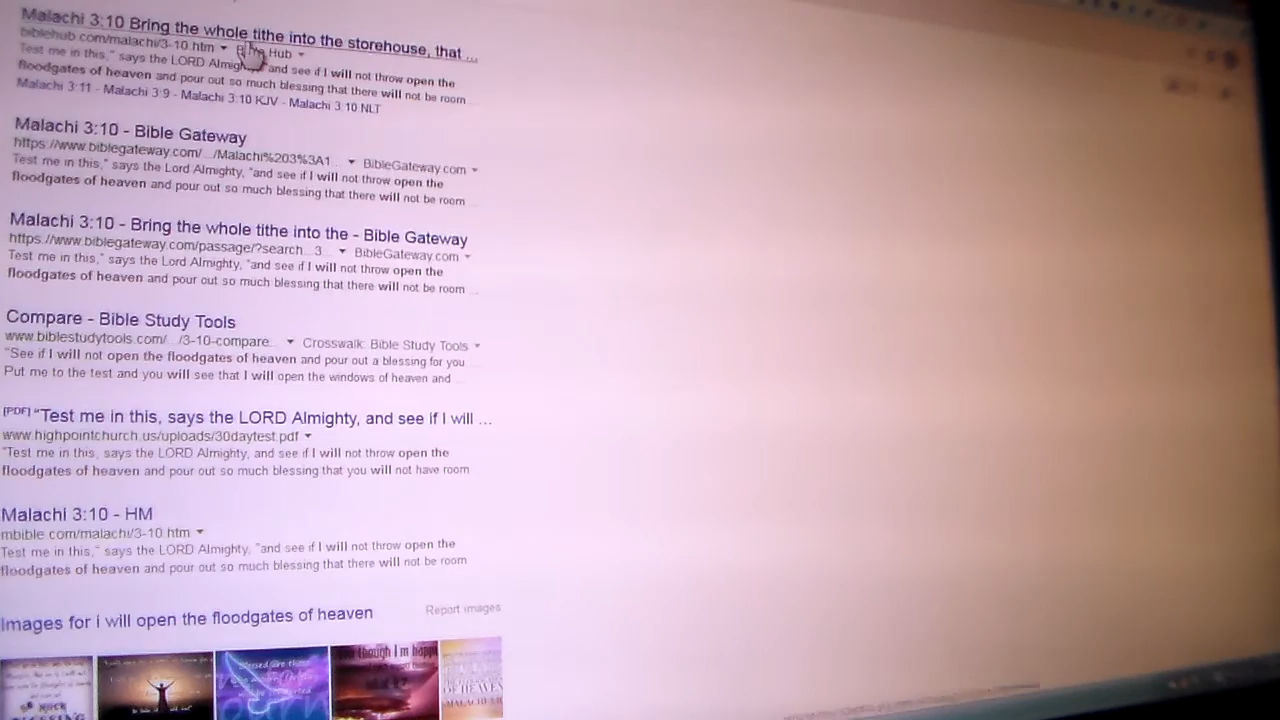 Malachi 3:10 Bring the whole tithe into the storehouse, that ...
biblehub.com/malachi/3-10.htm Hub
Test me in this," says the LORD "and see if I will not throw open the
floodgates of heaven and pour out so much blessing that there will not be room ...
Malachi 3:11 - Malachi 3:9 - Malachi 3:10 KJV - Malachi 3:10 NLT
Malachi 3:10 - Bible Gateway
https://www.biblegateway.com/.../Malachi%203%3A1... BibleGateway.com
Test me in this," says the Lord Almighty, "and see if I will not throw open the
floodgates of heaven and pour out so much blessing that there will not be room ...
Malachi 3:10 - Bring the whole tithe into the - Bible Gateway
https://www.biblegateway.com/passage/?search...3... BibleGateway.com
Test me in this," says the Lord Almighty, "and see if I will not throw open the
floodgates of heaven and pour out so much blessing that there will not be room ...
Compare - Bible Study Tools
www.biblestudytools.com/.../3-10-compare... Crosswalk: Bible Study Tools
"See if I will not open the floodgates of heaven and pour out a blessing for you ...
Put me to the test and you will see that I will open the windows of heaven and ...
[PDF] "Test me in this, says the LORD Almighty, and see if I will ...
www.highpointchurch.us/uploads/30daytest.pdf
"Test me in this, says the LORD Almighty, and see if I will not throw open the
floodgates of heaven and pour out so much blessing that you will not have room
Malachi 3:10 - HM
mbible.com/malachi/3-10.htm
Test me in this," says the LORD Almighty, "and see if I will not throw open the
floodgates of heaven and pour out so much blessing that there will not be room
Images for i will open the floodgates of heaven Report images
Blessed are those
though I'm happy
OF HEAVEN